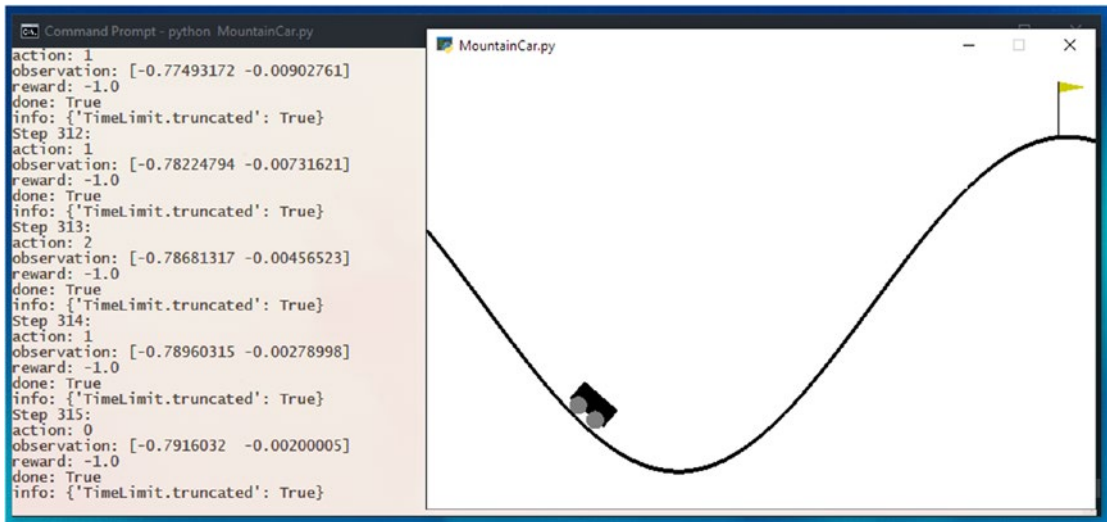 Command Prompt - python MountainCar.py
action: 1
observation: [-0.77493172 -0.00902761]
reward: -1.0
done: True
info: {'TimeLimit.truncated': True}
Step 312:
action: 1
observation: [-0.78224794 -0.00731621]
reward: -1.0
done: True
info: {'TimeLimit.truncated': True}
Step 313:
action: 2
observation: [-0.78681317 -0.00456523]
reward: -1.0
done: True
info: {'TimeLimit.truncated': True}
Step 314:
action: 1
observation: [-0.78960315 -0.00278998]
reward: -1.0
done: True
info: {'TimeLimit.truncated': True}
Step 315:
action: 0
observation: [-0.7916032  -0.00200005]
reward: -1.0
done: True
info: {'TimeLimit.truncated': True}
MountainCar.py